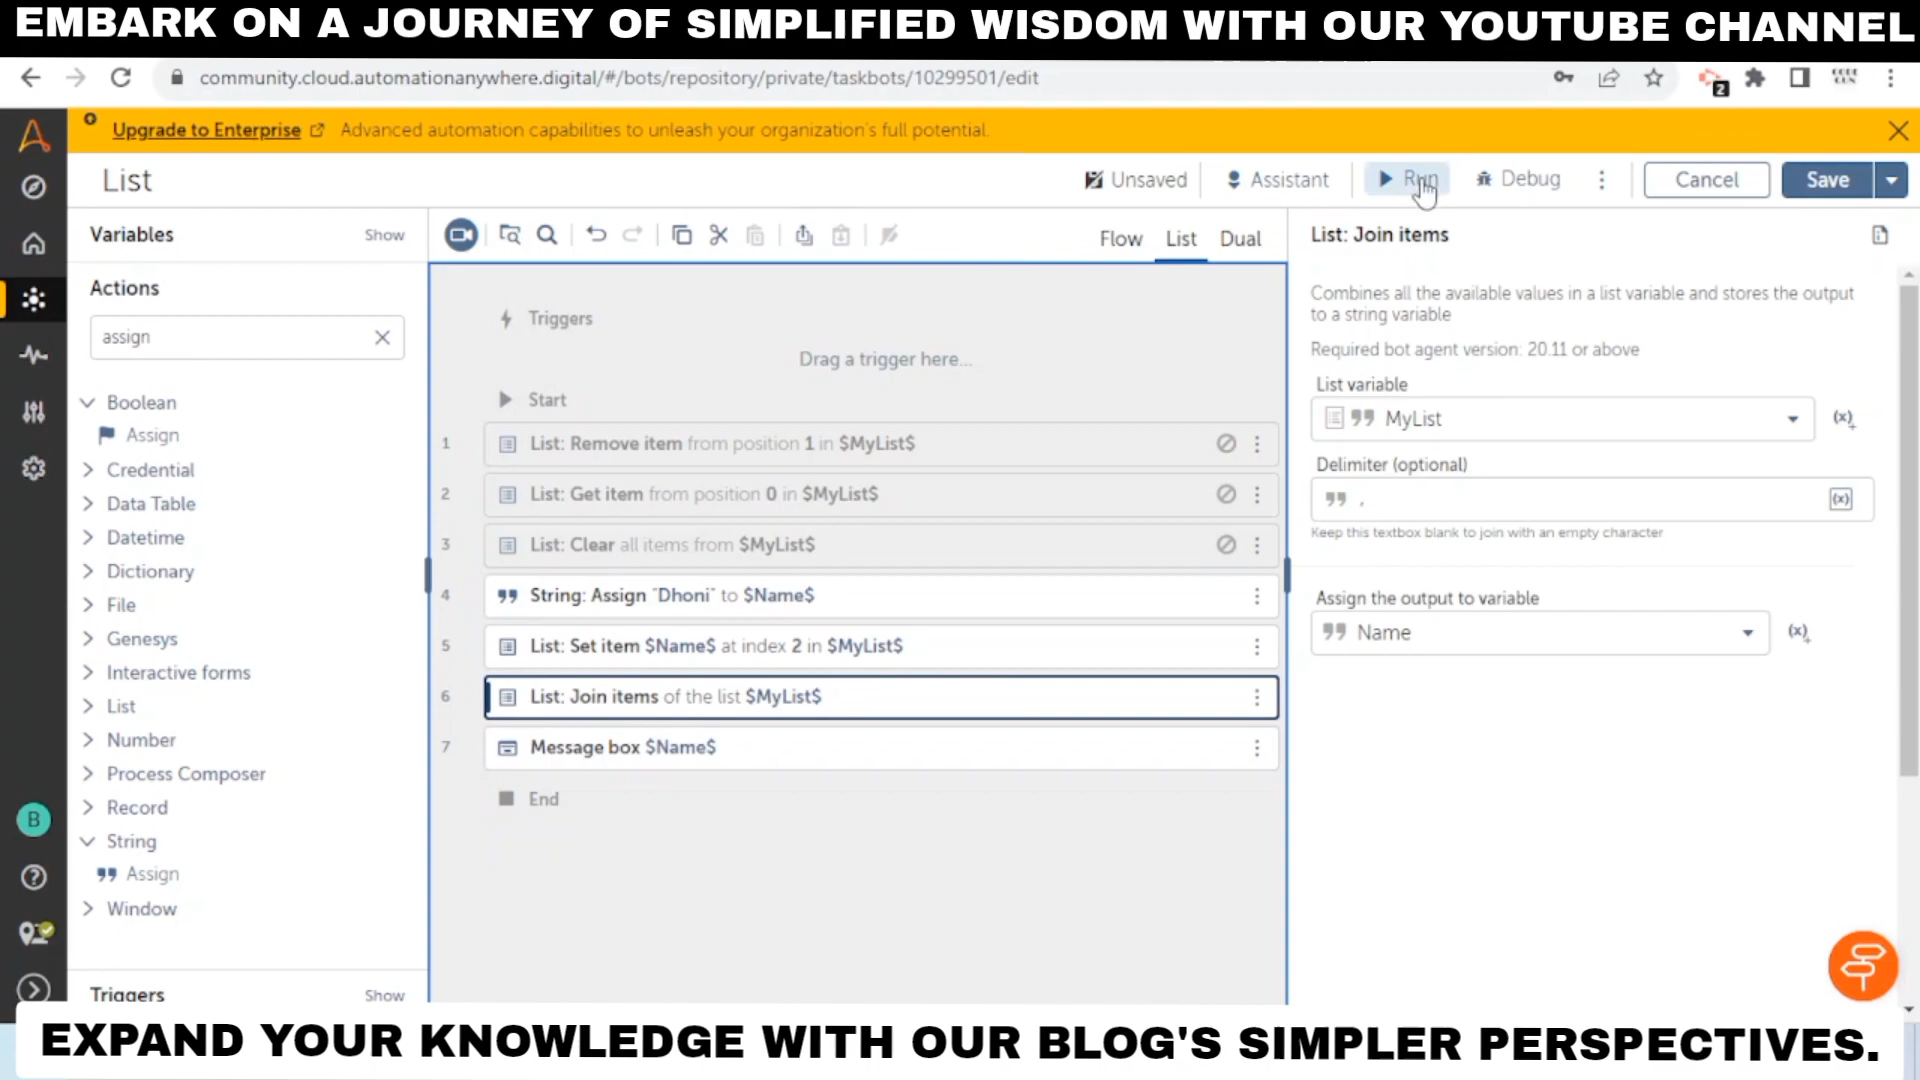 EMBARK ON A JOURNEY OF SIMPLIFIED WISDOM WITH OUR YOUTUBE CHANNEL
community.cloud.automationanywhere.digital/#/bots/repository/private/taskbots/10299501/edit
2
Upgrade to Enterprise Advanced automation capabilities to unleash your organization's full potential.
List
Unsaved
Assistant
Run
Debug
Cancel
Save
Variables
Show
Flow
List
Dual
Actions
assign
Boolean
Assign
Credential
Data Table
Datetime
Dictionary
File
Genesys
Interactive forms
List
Number
Process Composer
Record
String
Assign
Window
Triggers
Show
Triggers
Drag a trigger here...
Start
1 List: Remove item from position 1 in $MyList$
2 List: Get item from position 0 in $MyList$
3 List: Clear all items from $MyList$
4 String: Assign "Dhoni" to $Name$
5 List: Set item $Name$ at index 2 in $MyList$
6 List: Join items of the list $MyList$
7 Message box $Name$
End
List: Join items
Combines all the available values in a list variable and stores the output
to a string variable
Required bot agent version: 20.11 or above
List variable
MyList
(x)
Delimiter (optional)
,
(x)
Keep this textbox blank to join with an empty character
Assign the output to variable
Name
(x)
B
EXPAND YOUR KNOWLEDGE WITH OUR BLOG'S SIMPLER PERSPECTIVES.